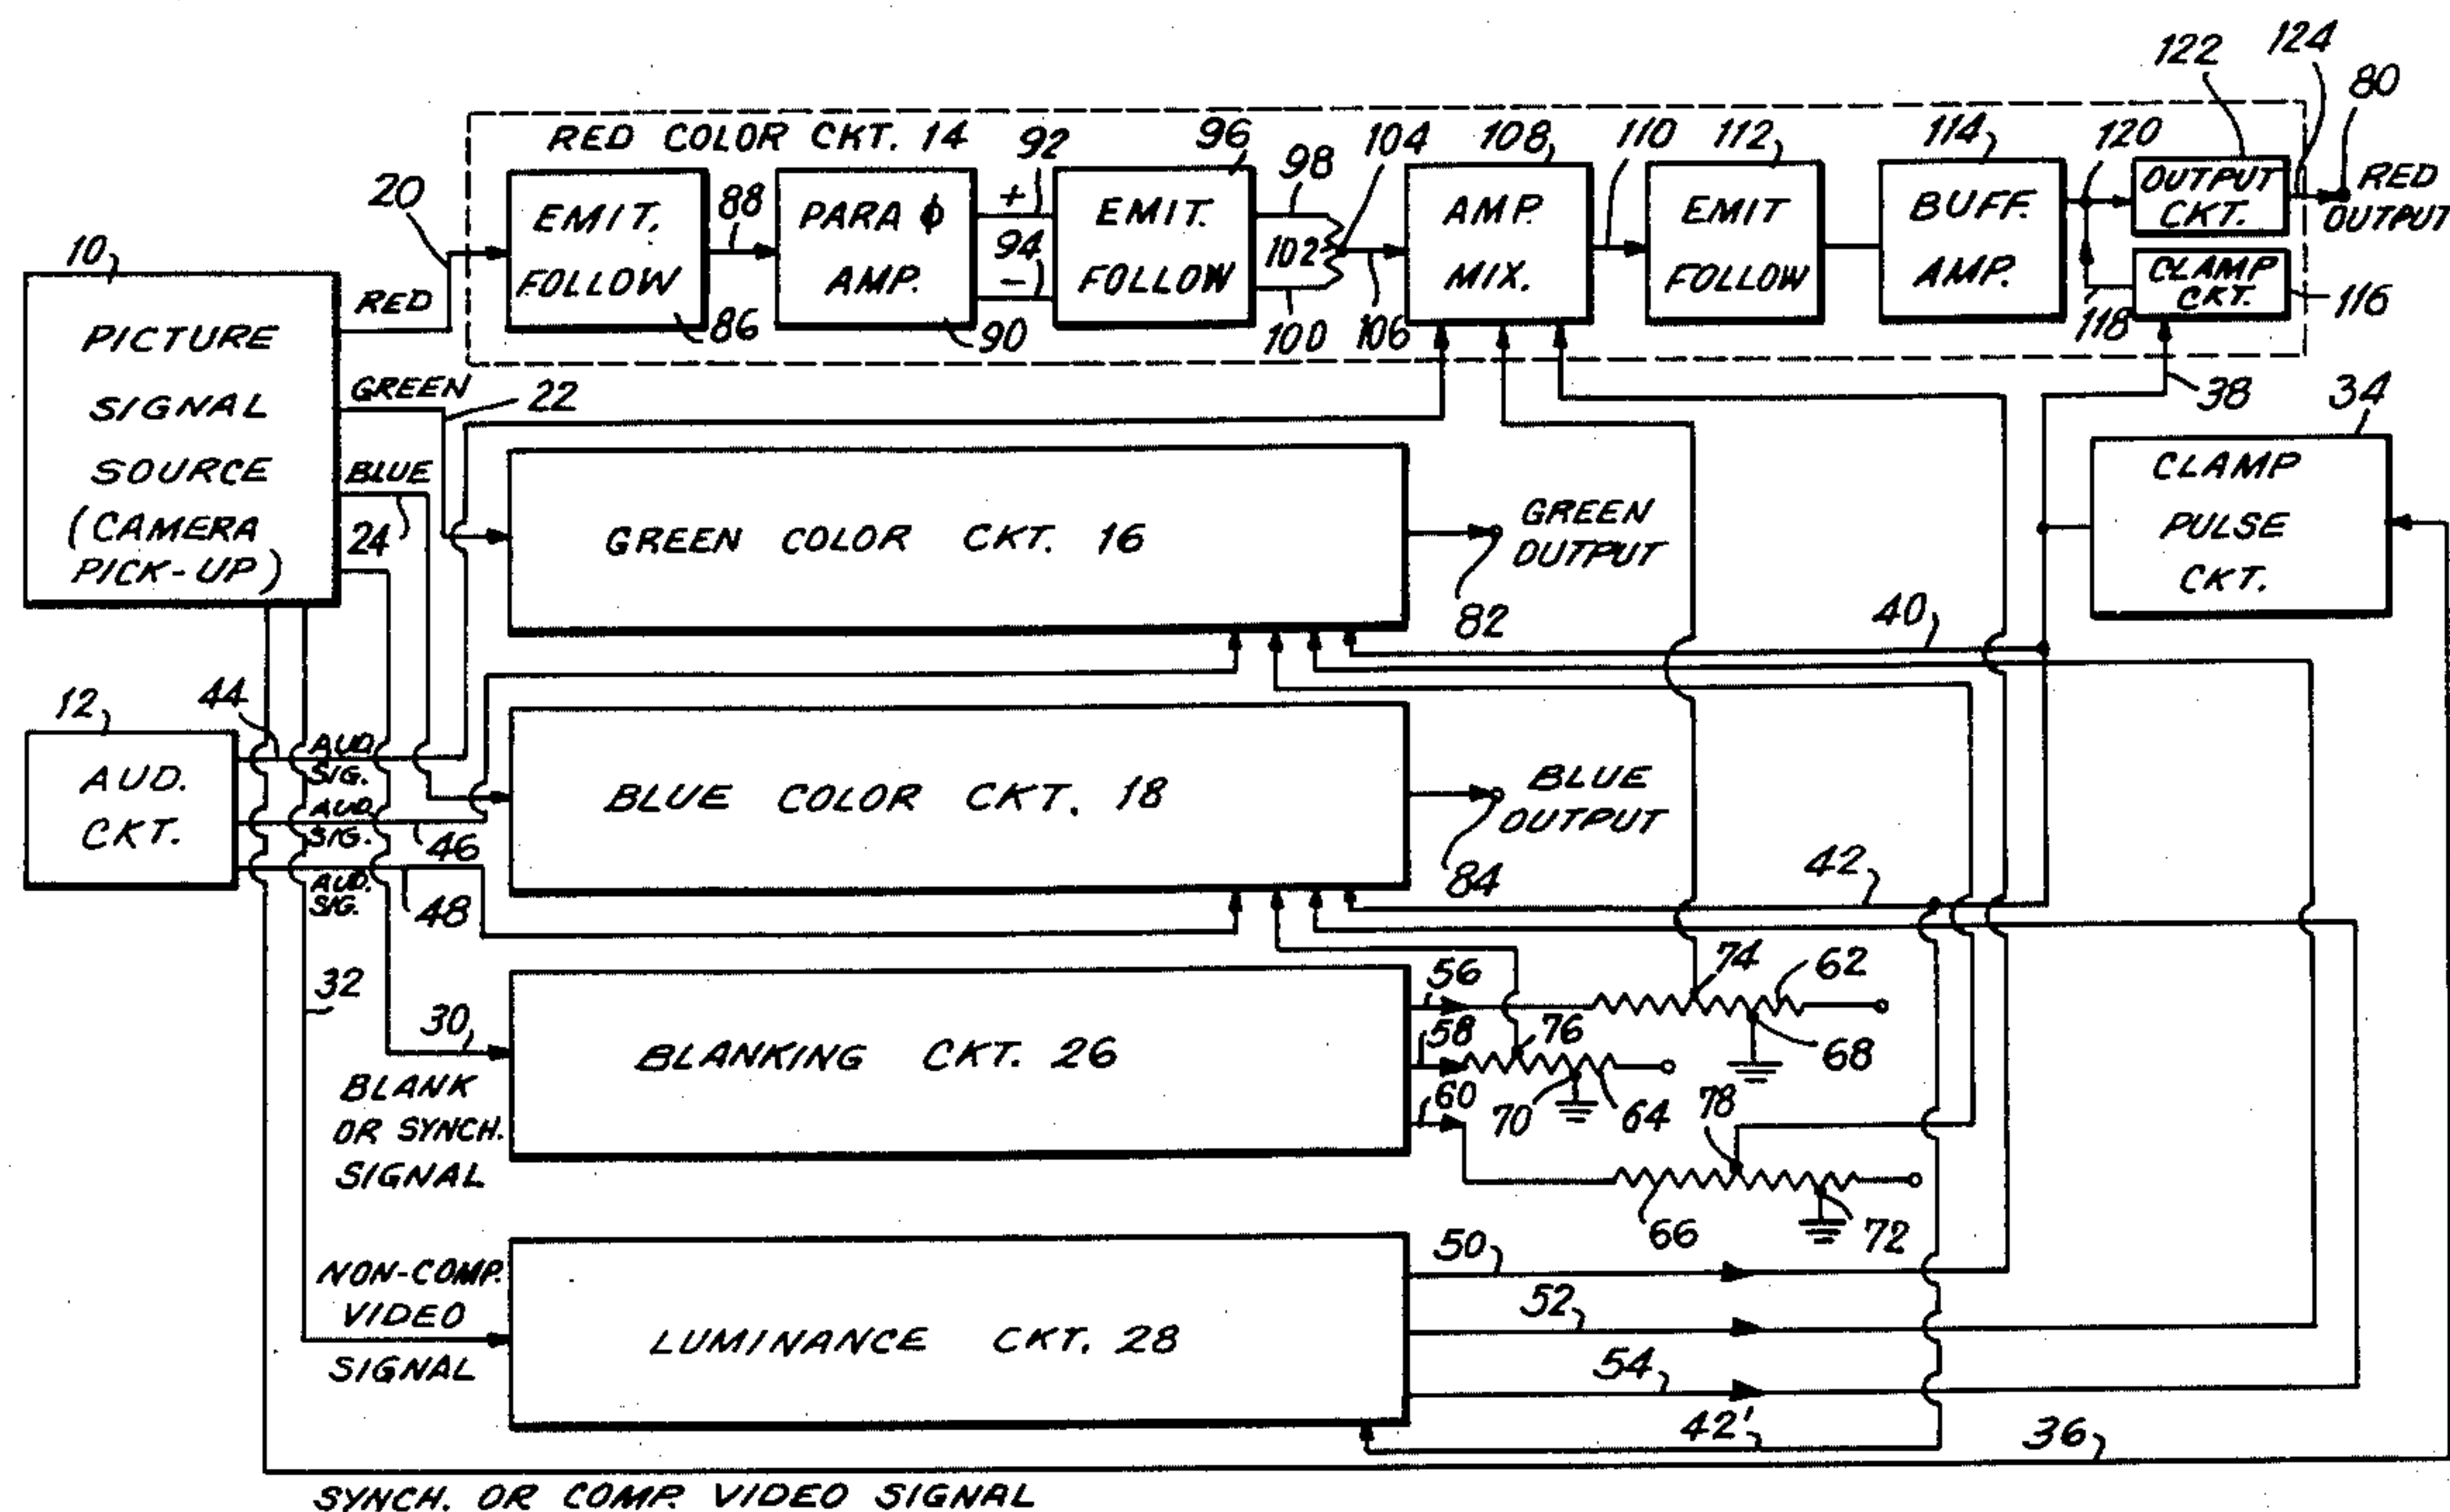 122
124
80
RED COLOR CKT. 14
92
96
98
104
108
110
112
114
120
20
88
+
94
-
EMIT.
FOLLOW
86
PARA φ
AMP.
90
EMIT.
FOLLOW
102
100
106
AMP.
MIX.
EMIT
FOLLOW
BUFF.
AMP.
OUTPUT
CKT.
RED
OUTPUT
CLAMP
CKT.
118
116
10
PICTURE
SIGNAL
SOURCE
(CAMERA
PICK-UP)
RED
GREEN
22
BLUE
24
38
34
CLAMP
PULSE
CKT.
GREEN COLOR CKT. 16
GREEN
OUTPUT
82
40
12
44
AUD.
CKT.
AUD.
SIG.
AUD.
SIG.
46
AUD.
SIG.
48
BLUE COLOR CKT. 18
BLUE
OUTPUT
84
42
32
30
BLANK
OR SYNCH.
SIGNAL
BLANKING CKT. 26
56
58
60
74
62
76
68
70
64
78
66
72
NON-COMP.
VIDEO
SIGNAL
LUMINANCE CKT. 28
50
52
54
42'
36
SYNCH. OR COMP. VIDEO SIGNAL